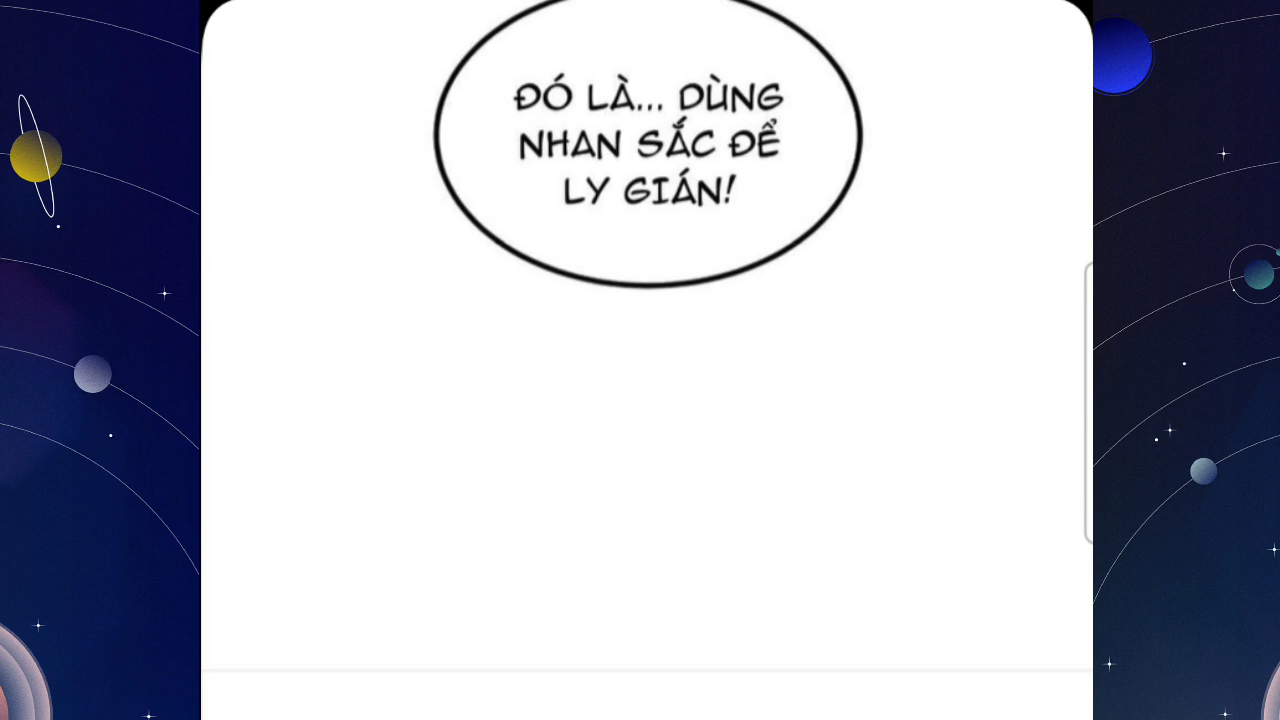 ĐÓ LÀ... DÙNG
NHAN SẮC ĐỂ
LY GIÁN!